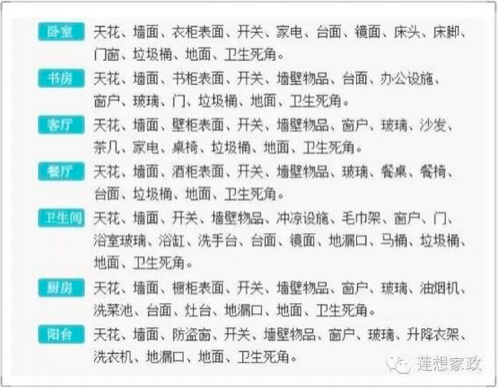 卧室 天花、墙面、衣柜表面、开关、家电、台面、镜面、床头、床脚、
门窗、垃圾桶、地面、卫生死角。
书房 天花、墙面、书柜表面、开关、墙壁物品、台面、办公设施、
窗户、玻璃、门、垃圾桶、地面、卫生死角。
客厅 天花、墙面、壁柜表面、开关、墙壁物品、窗户、玻璃、沙发、
茶几、家电、桌椅、垃圾桶、地面、卫生死角。
餐厅 天花、墙面、酒柜表面、开关、墙壁物品、玻璃、餐桌、餐椅、
台面、垃圾桶、地面、卫生死角。
卫生间 天花、墙面、开关、墙壁物品、冲凉设施、毛巾架、窗户、门、
浴室玻璃、浴缸、洗手台、台面、镜面、地漏口、马桶、垃圾桶、
地面、卫生死角。
厨房 天花、墙面、橱柜表面、开关、墙壁物品、窗户、玻璃、油烟机、
洗菜池、台面、灶台、地漏口、地面、卫生死角。
阳台 天花、墙面、防盗窗、开关、墙壁物品、窗户、玻璃、升降衣架、
洗衣机、地漏口、地面、卫生死角。
莲想家政